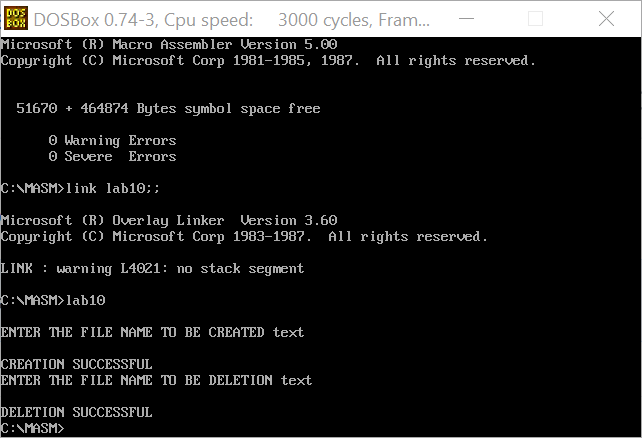 DOS
BOX
DOSBox 0.74-3, Cpu speed:    3000 cycles, Fram...
Microsoft (R) Macro Assembler Version 5.00
Copyright (C) Microsoft Corp 1981-1985, 1987.  All rights reserved.
51670 + 464874 Bytes symbol space free
0 Warning Errors
0 Severe  Errors
C:\MASM>link lab10;;
Microsoft (R) Overlay Linker  Version 3.60
Copyright (C) Microsoft Corp 1983-1987.  All rights reserved.
LINK : warning L4021: no stack segment
C:\MASM>lab10
ENTER THE FILE NAME TO BE CREATED text
CREATION SUCCESSFUL
ENTER THE FILE NAME TO BE DELETION text
DELETION SUCCESSFUL
C:\MASM>